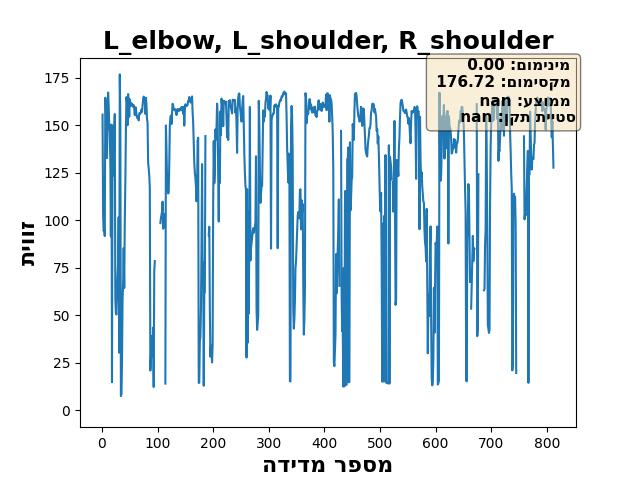 L_elbow, L_shoulder, R_shoulder
מינימום: 0.00
מקסימום: 176.72
ממוצע: nan
סטיית תקן: nan
זווית
175
150
125
100
75
50
25
0
0 100 200 300 400 500 600 700 800
מספר מדידה